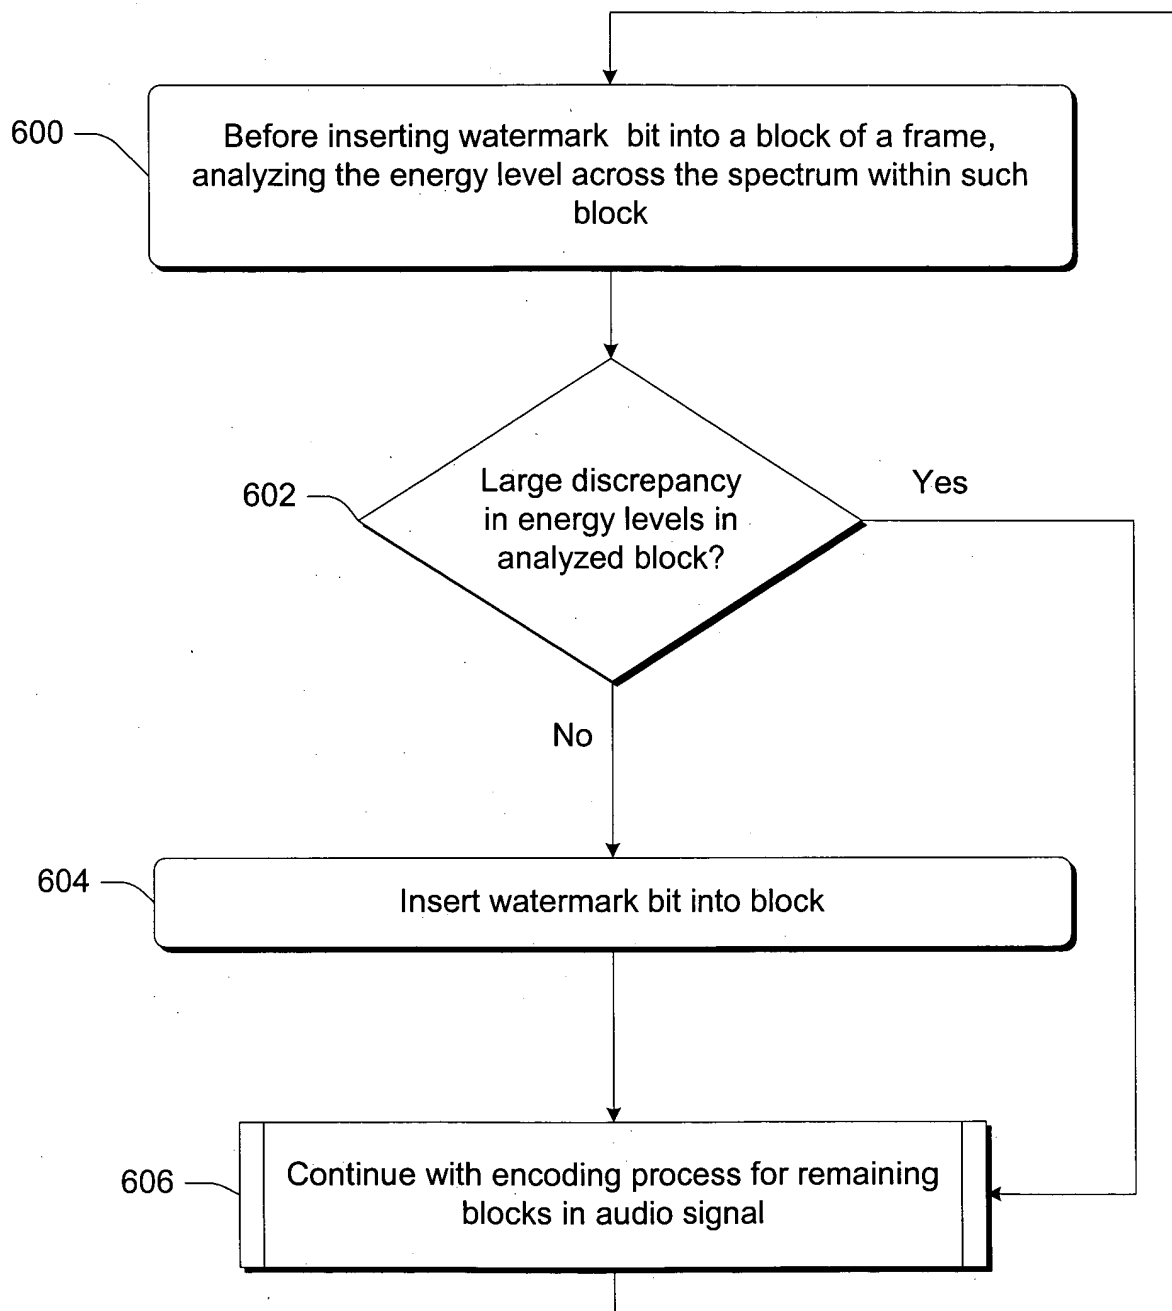 600
Before inserting watermark bit into a block of a frame,
analyzing the energy level across the spectrum within such
block
602
Large discrepancy
in energy levels in
analyzed block?
Yes
No
604
Insert watermark bit into block
606
Continue with encoding process for remaining
blocks in audio signal